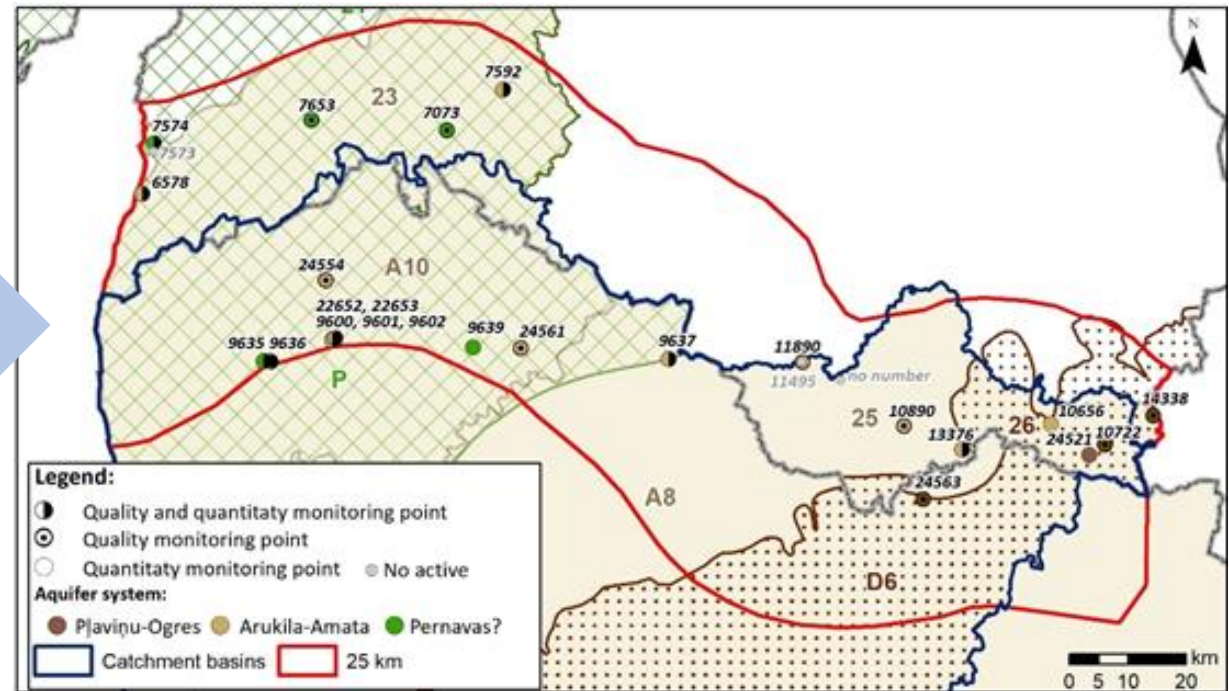 N
7592
23
7653
7073
7574
7573
6578
24554
A10
22652, 22653
9600, 9601, 9602
9639
24561
9635 9636
9637
11890
11495
no number
P
25
10890
26
10656
14338
24521
10722
13376
24563
A8
D6
Legend:
Quality and quantitaty monitoring point
Quality monitoring point
Quantitaty monitoring point No active
Aquifer system:
Pļaviņu-Ogres Arukila-Amata Pernavas?
Catchment basins 25 km
km
0 5 10 20